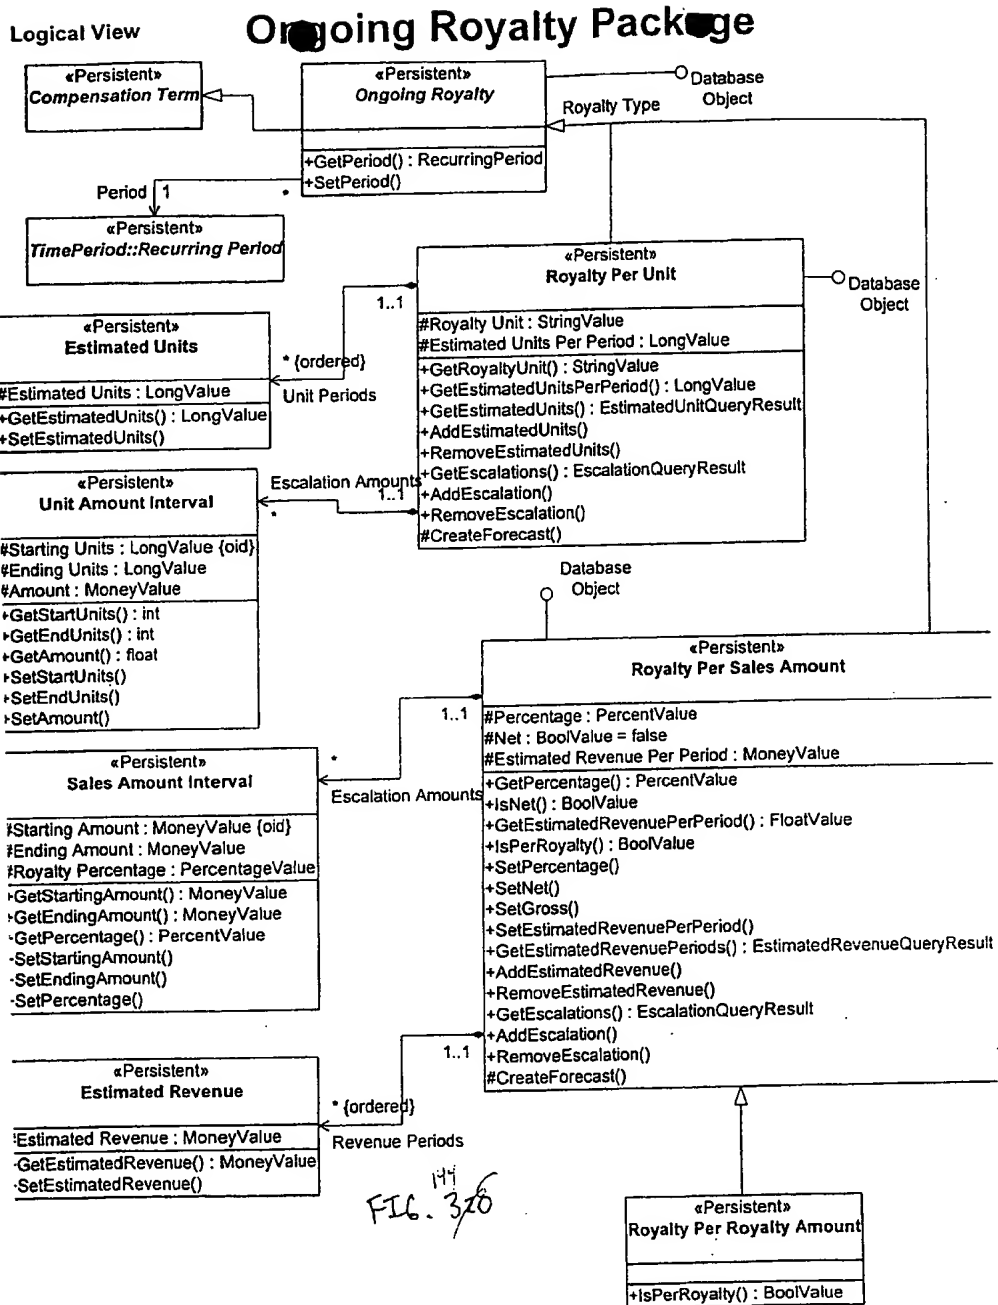 Logical View
Ongoing Royalty Package
«Persistent»
Compensation Term
«Persistent»
Ongoing Royalty
+GetPeriod() : RecurringPeriod
+SetPeriod()
Database
Object
Royalty Type
Period
1
*
«Persistent»
TimePeriod::Recurring Period
«Persistent»
Royalty Per Unit
#Royalty Unit : StringValue
#Estimated Units Per Period : LongValue
+GetRoyaltyUnit() : StringValue
+GetEstimatedUnitsPerPeriod() : LongValue
+GetEstimatedUnits() : EstimatedUnitQueryResult
+AddEstimatedUnits()
+RemoveEstimatedUnits()
+GetEscalations() : EscalationQueryResult
+AddEscalation()
+RemoveEscalation()
#CreateForecast()
Database
Object
1..1
* {ordered}
Unit Periods
«Persistent»
Estimated Units
#Estimated Units : LongValue
+GetEstimatedUnits() : LongValue
+SetEstimatedUnits()
Escalation Amounts
1..1
*
«Persistent»
Unit Amount Interval
#Starting Units : LongValue {oid}
#Ending Units : LongValue
#Amount : MoneyValue
+GetStartUnits() : int
+GetEndUnits() : int
+GetAmount() : float
+SetStartUnits()
+SetEndUnits()
+SetAmount()
Database
Object
«Persistent»
Royalty Per Sales Amount
#Percentage : PercentValue
#Net : BoolValue = false
#Estimated Revenue Per Period : MoneyValue
+GetPercentage() : PercentValue
+IsNet() : BoolValue
+GetEstimatedRevenuePerPeriod() : FloatValue
+IsPerRoyalty() : BoolValue
+SetPercentage()
+SetNet()
+SetGross()
+SetEstimatedRevenuePerPeriod()
+GetEstimatedRevenuePeriods() : EstimatedRevenueQueryResult
+AddEstimatedRevenue()
+RemoveEstimatedRevenue()
+GetEscalations() : EscalationQueryResult
+AddEscalation()
+RemoveEscalation()
#CreateForecast()
1..1
*
Escalation Amounts
«Persistent»
Sales Amount Interval
#Starting Amount : MoneyValue {oid}
#Ending Amount : MoneyValue
#Royalty Percentage : PercentageValue
+GetStartingAmount() : MoneyValue
+GetEndingAmount() : MoneyValue
-GetPercentage() : PercentValue
-SetStartingAmount()
-SetEndingAmount()
-SetPercentage()
1..1
* {ordered}
Revenue Periods
«Persistent»
Estimated Revenue
#Estimated Revenue : MoneyValue
-GetEstimatedRevenue() : MoneyValue
-SetEstimatedRevenue()
144
FIG. 328
«Persistent»
Royalty Per Royalty Amount
+IsPerRoyalty() : BoolValue